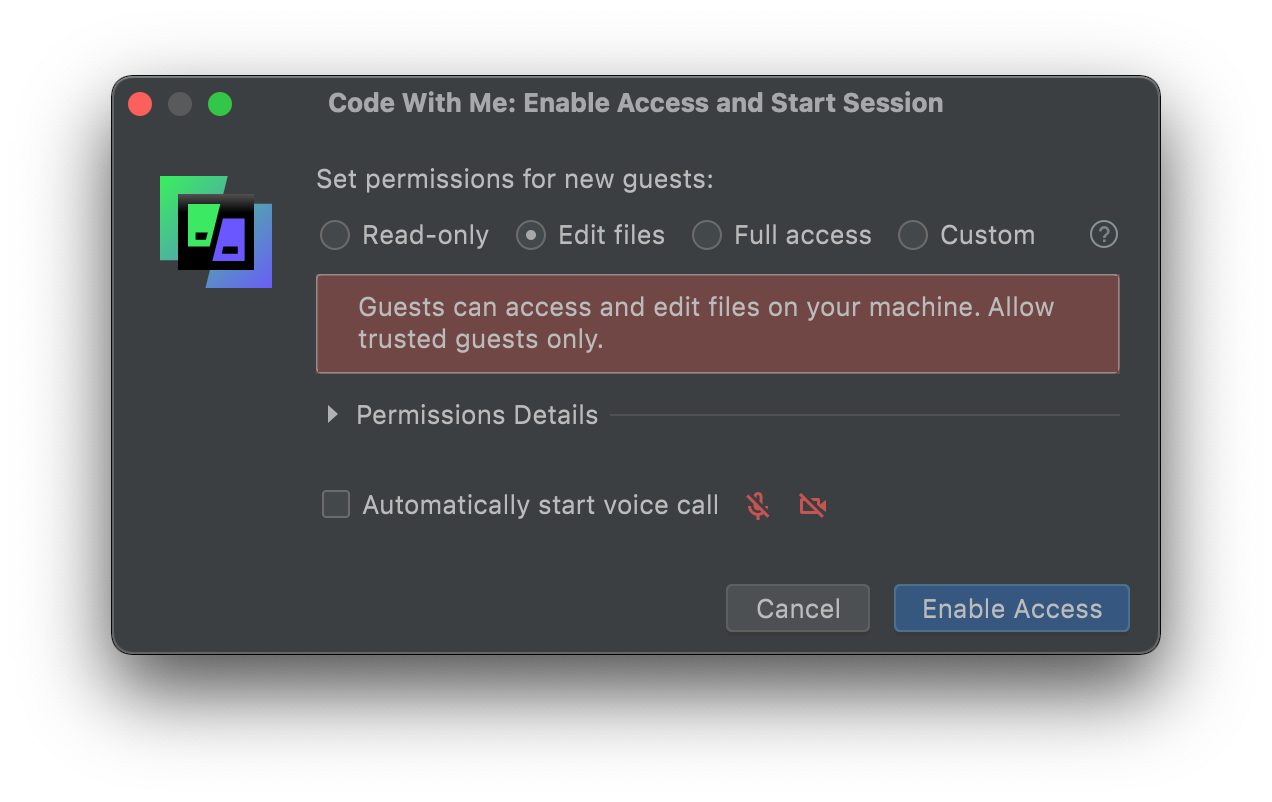 Code With Me: Enable Access and Start Session
Set permissions for new guests:
Read-only Edit files Full access Custom ?
Guests can access and edit files on your machine. Allow
trusted guests only.
Permissions Details
Automatically start voice call
Cancel Enable Access